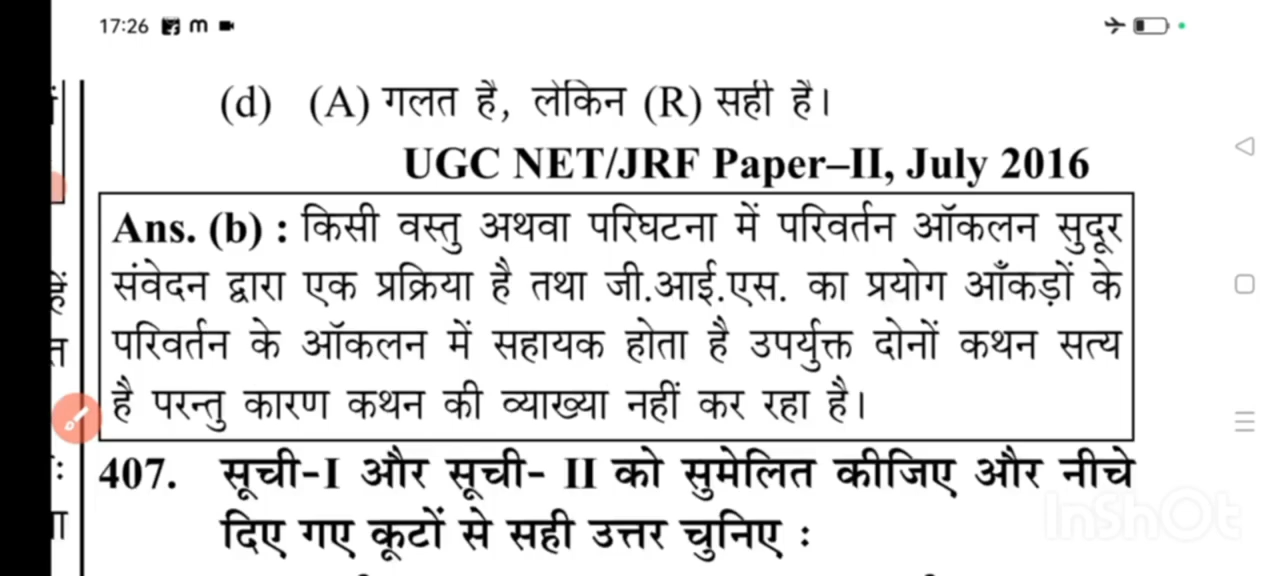 17:26
(d) (A) गलत है, लेकिन (R) सही है।
UGC NET/JRF Paper–II, July 2016
Ans. (b) : किसी वस्तु अथवा परिघटना में परिवर्तन ऑकलन सुदूर
संवेदन द्वारा एक प्रक्रिया है तथा जी.आई.एस. का प्रयोग आँकड़ों के
परिवर्तन के ऑकलन में सहायक होता है उपर्युक्त दोनों कथन सत्य
है परन्तु कारण कथन की व्याख्या नहीं कर रहा है।
407. सूची-I और सूची- II को सुमेलित कीजिए और नीचे
दिए गए कूटों से सही उत्तर चुनिए :
InShOt